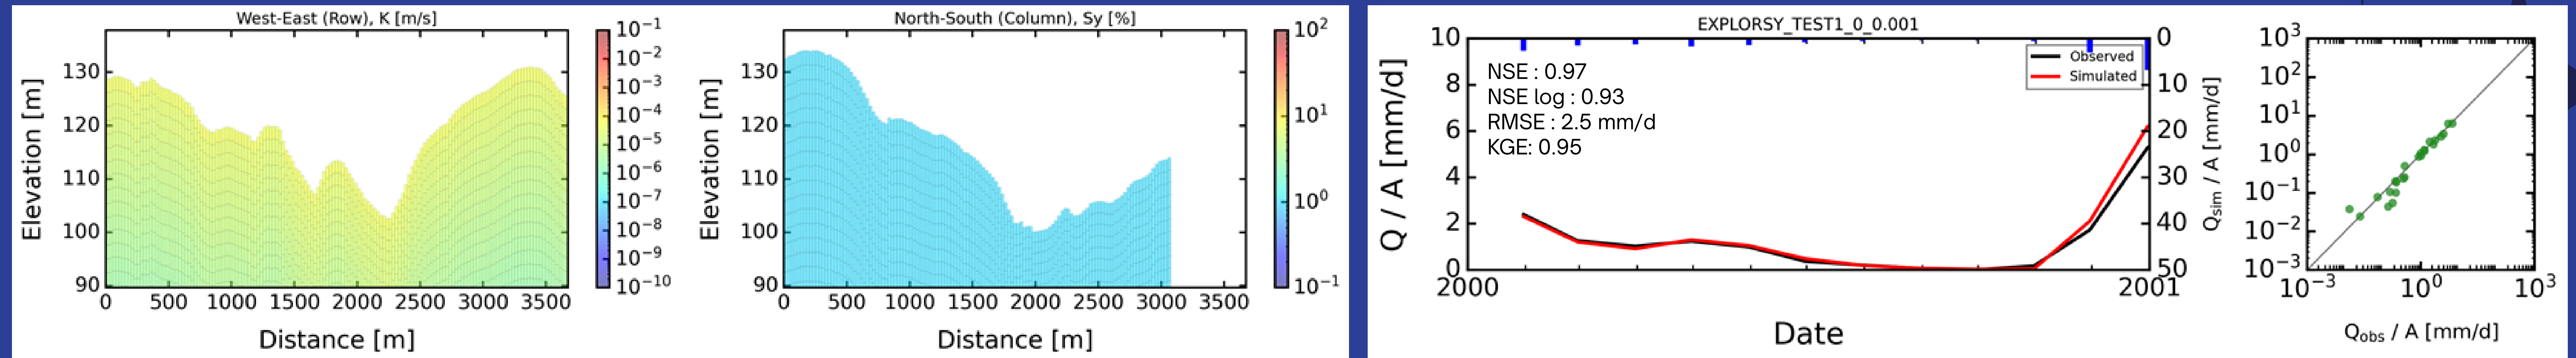 West-East (Row), K [m/s]
Elevation [m]
130
120
110
100
90
0 500 1000 1500 2000 2500 3000 3500
Distance [m]
10⁻¹
10⁻²
10⁻³
10⁻⁴
10⁻⁵
10⁻⁶
10⁻⁷
10⁻⁸
10⁻⁹
10⁻¹⁰
North-South (Column), Sy [%]
Elevation [m]
130
120
110
100
90
0 500 1000 1500 2000 2500 3000 3500
Distance [m]
10²
10¹
10⁰
10⁻¹
EXPLORSY_TEST1_0_0.001
Q / A [mm/d]
10
8
6
4
2
0
NSE : 0.97
NSE log : 0.93
RMSE : 2.5 mm/d
KGE: 0.95
Observed
Simulated
0
10
20
30
40
50
2000 2001
Date
Qsim / A [mm/d]
10³
10²
10¹
10⁰
10⁻¹
10⁻²
10⁻³
10⁻³ 10⁰ 10³
Qobs / A [mm/d]